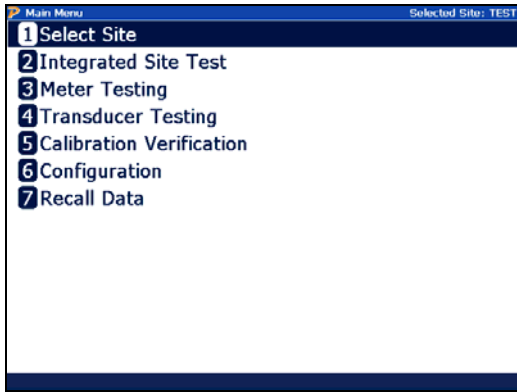 Main Menu Selected Site: TEST
1 Select Site
2 Integrated Site Test
3 Meter Testing
4 Transducer Testing
5 Calibration Verification
6 Configuration
7 Recall Data